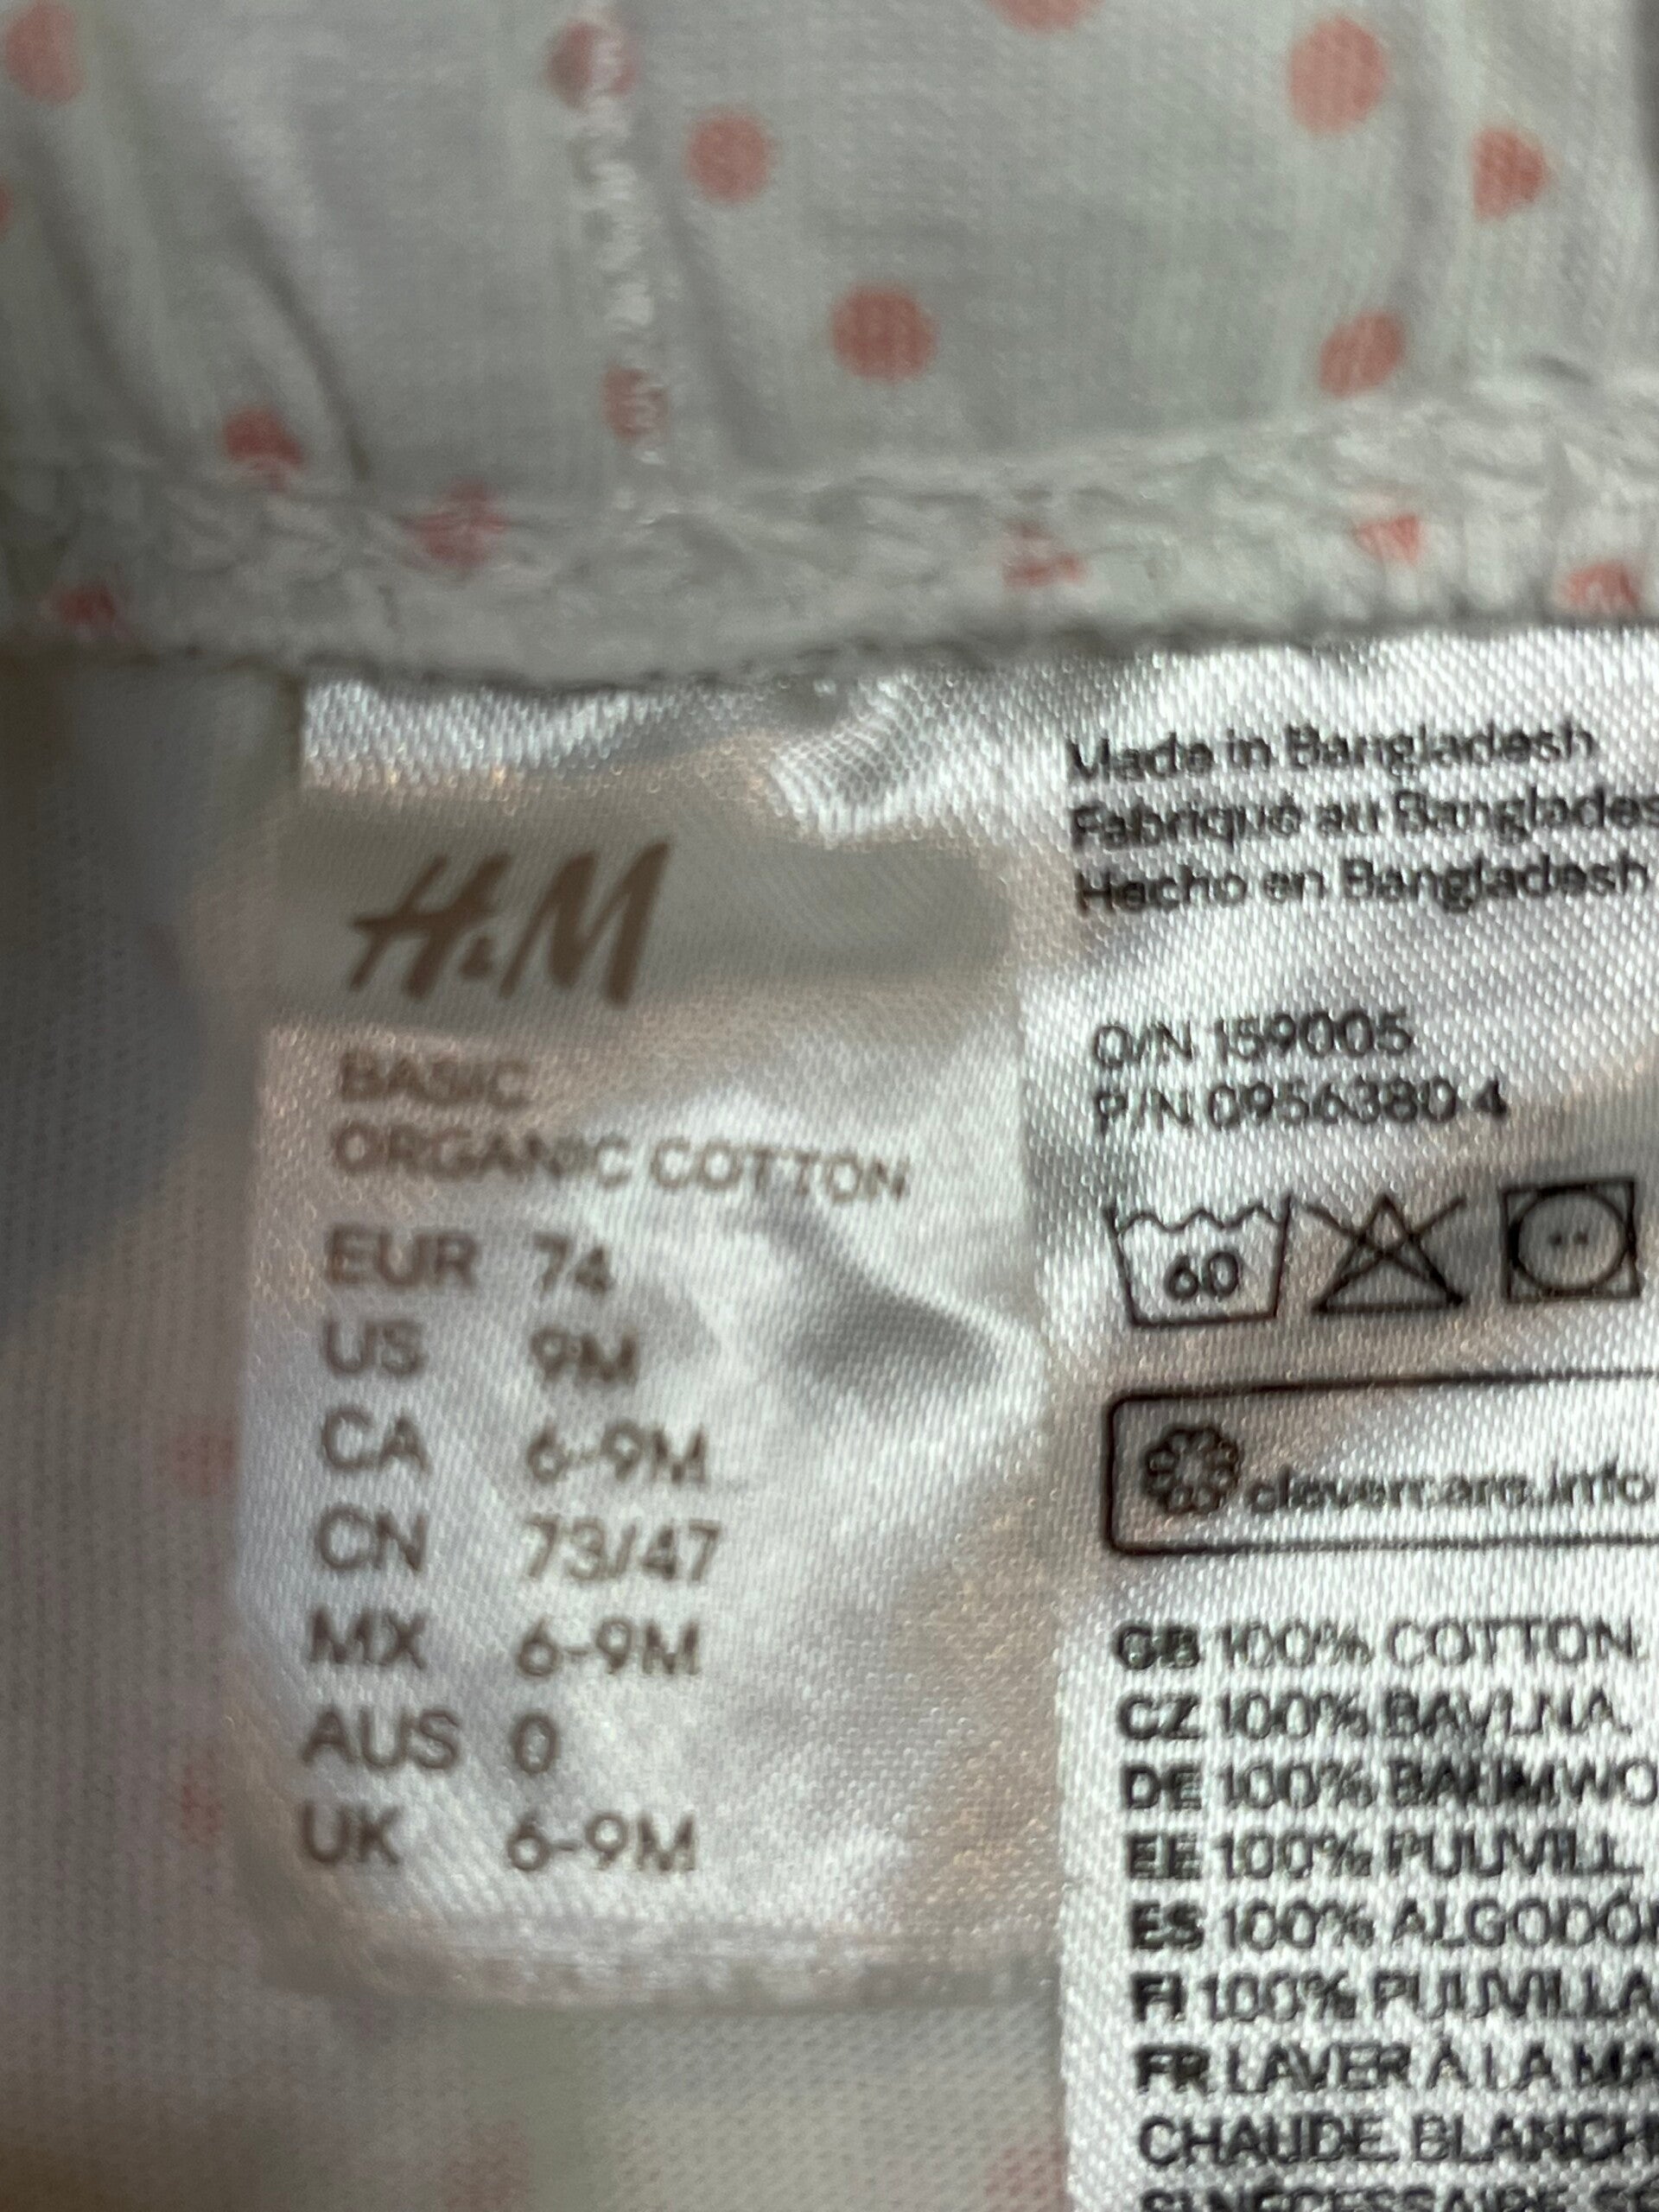 H&M
BASIC
ORGANIC COTTON
EUR 74
US 9M
CA 6-9M
CN 73/47
MX 6-9M
AUS 0
UK 6-9M
Made in Bangladesh
Fabriqué au Banglades
Hecho en Bangladesh
O/N 159005
P/N 0956380 4
60
clevercare.info
GB 100% COTTON
CZ 100% BAVLNA
DE 100% BAUMWO
EE 100% PUUVILL
ES 100% ALGODÓ
FI 100% PUUVILLA
FR LAVER À LA MA
CHAUDE. BLANCH
SI NÉCESSAIRE